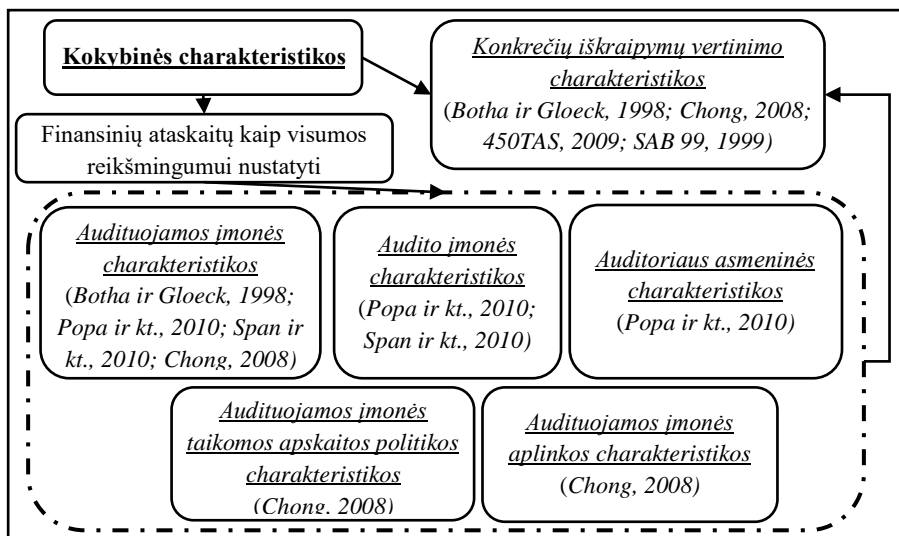 Kokybinės charakteristikos
Konkrečių iškraipymų vertinimo
charakteristikos
(Botha ir Gloeck, 1998; Chong, 2008;
450TAS, 2009; SAB 99, 1999)
Finansinių ataskaitų kaip visumos
reikšmingumui nustatyti
Audituojamos įmonės
charakteristikos
(Botha ir Gloeck, 1998;
Popa ir kt., 2010; Span ir
kt., 2010; Chong, 2008)
Audito įmonės
charakteristikos
(Popa ir kt., 2010;
Span ir kt., 2010)
Auditoriaus asmeninės
charakteristikos
(Popa ir kt., 2010)
Audituojamos įmonės
taikomos apskaitos politikos
charakteristikos
(Chong, 2008)
Audituojamos įmonės
aplinkos charakteristikos
(Chong, 2008)